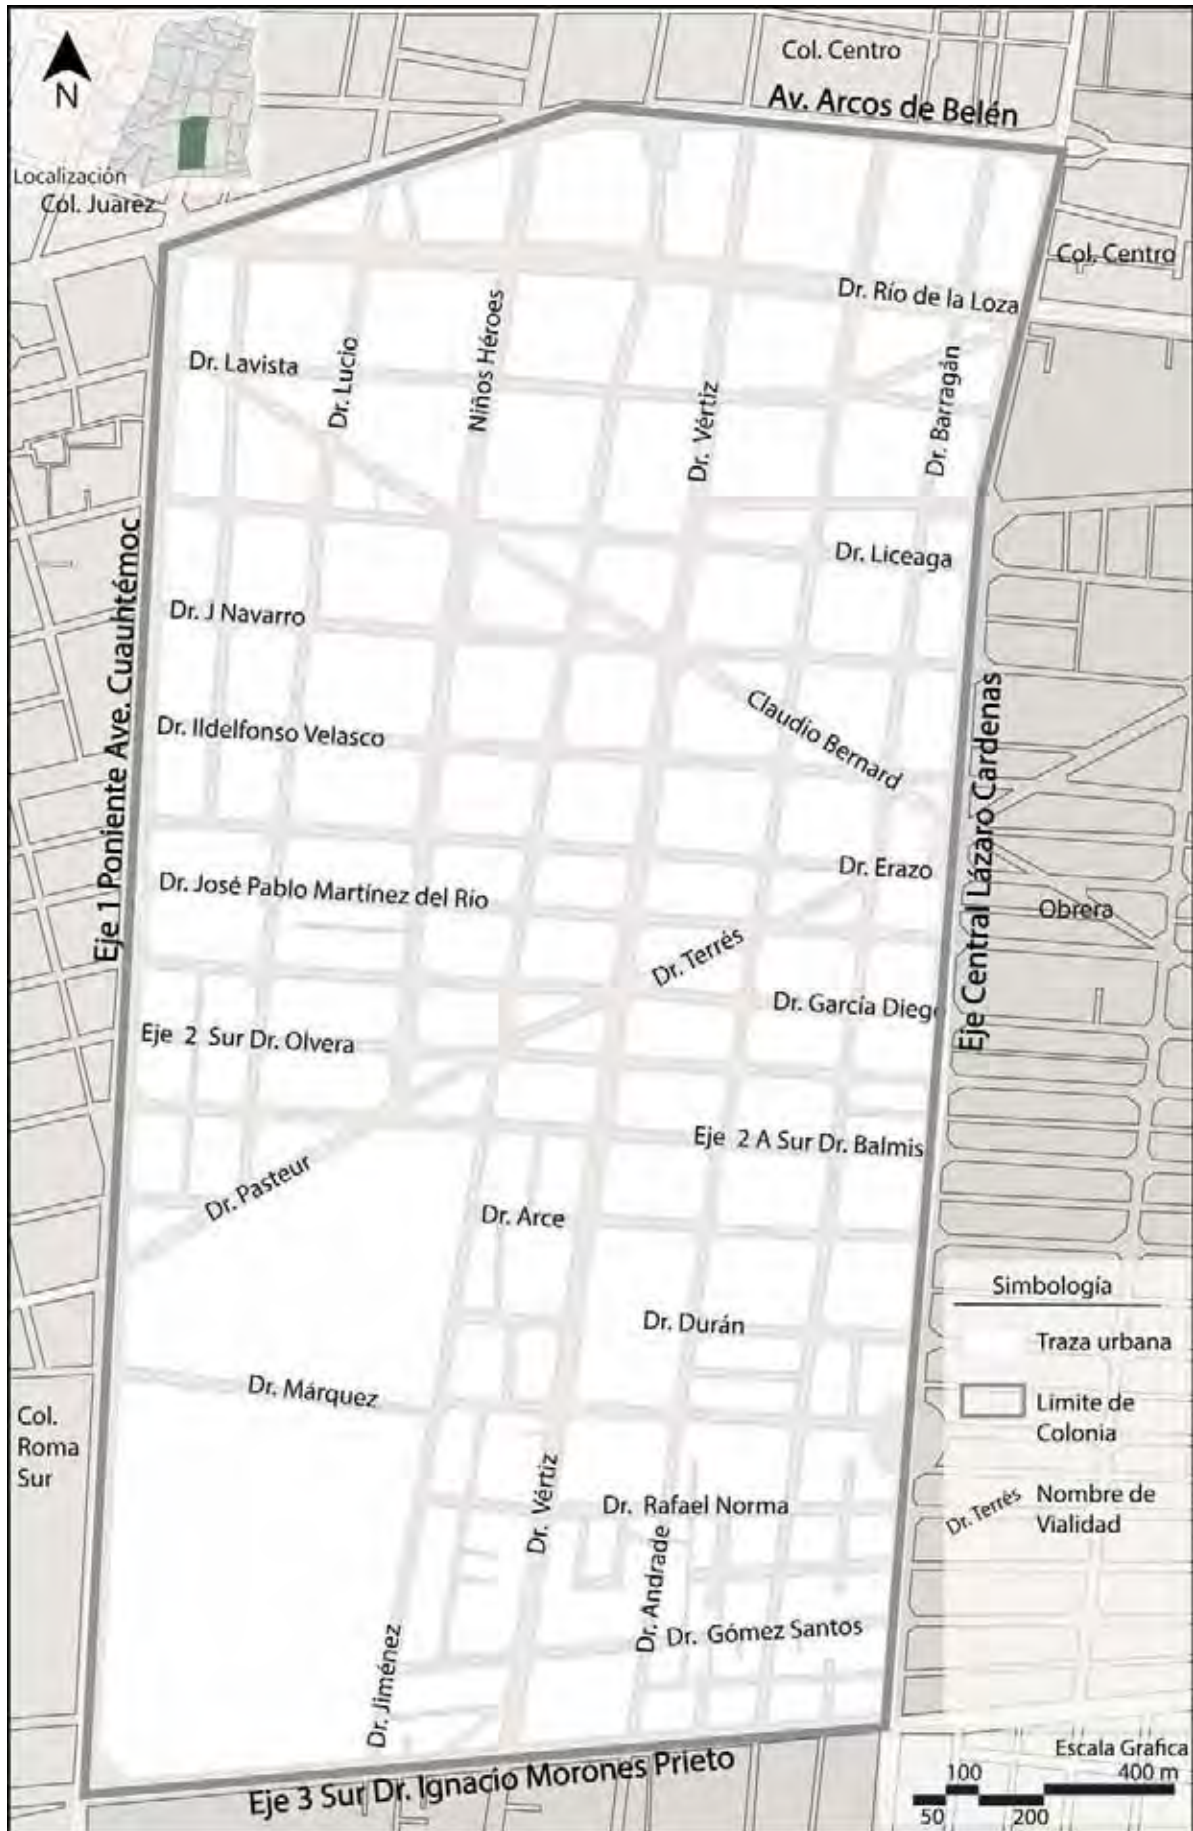 Col. Centro
Av. Arcos de Belén
N
Localización
Col. Juarez
Col. Centro
Dr. Río de la Loza
Dr. Lavista
Dr. Lucio
Niños Héroes
Dr. Vértiz
Dr. Barragán
Eje 1 Poniente Ave. Cuauhtémoc
Dr. Liceaga
Dr. J Navarro
Claudio Bernard
Dr. Ildelfonso Velasco
Eje Central Lázaro Cardenas
Dr. Erazo
Dr. José Pablo Martínez del Río
Obrera
Dr. Terrés
Dr. García Diego
Eje 2 Sur Dr. Olvera
Eje 2 A Sur Dr. Balmis
Dr. Pasteur
Dr. Arce
Simbología
Dr. Durán
Traza urbana
Dr. Márquez
Limite de
Colonia
Col.
Roma
Sur
Dr. Vértiz
Dr. Rafael Norma
Dr. Terrés
Nombre de
Vialidad
Dr. Andrade
Dr. Gómez Santos
Dr. Jiménez
Eje 3 Sur Dr. Ignacio Morones Prieto
Escala Grafica
100 400 m
50 200